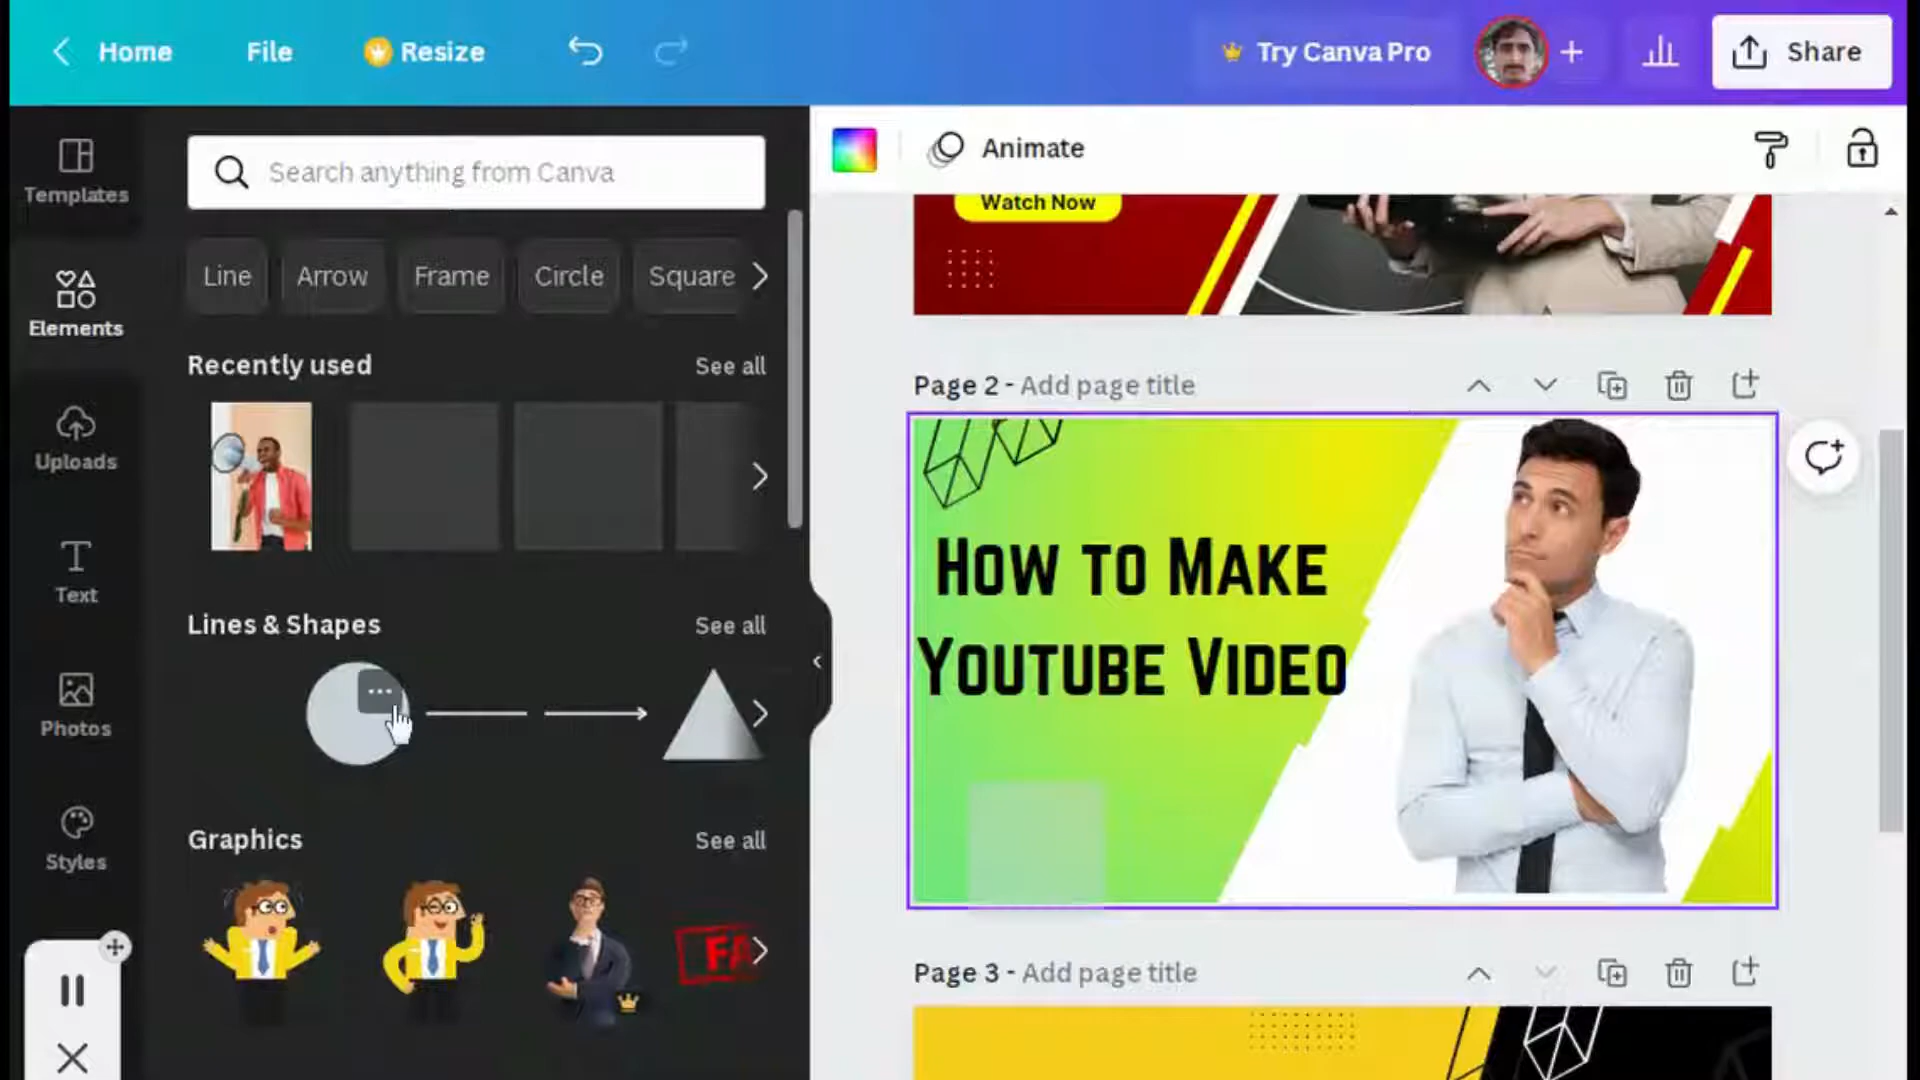 Home
File
Resize
Try Canva Pro
Share
Templates
Elements
Uploads
Text
Photos
Styles
Search anything from Canva
Line
Arrow
Frame
Circle
Square
Recently used
See all
Lines & Shapes
See all
Graphics
See all
Animate
Watch Now
Page 2 - Add page title
How to Make
Youtube Video
Page 3 - Add page title